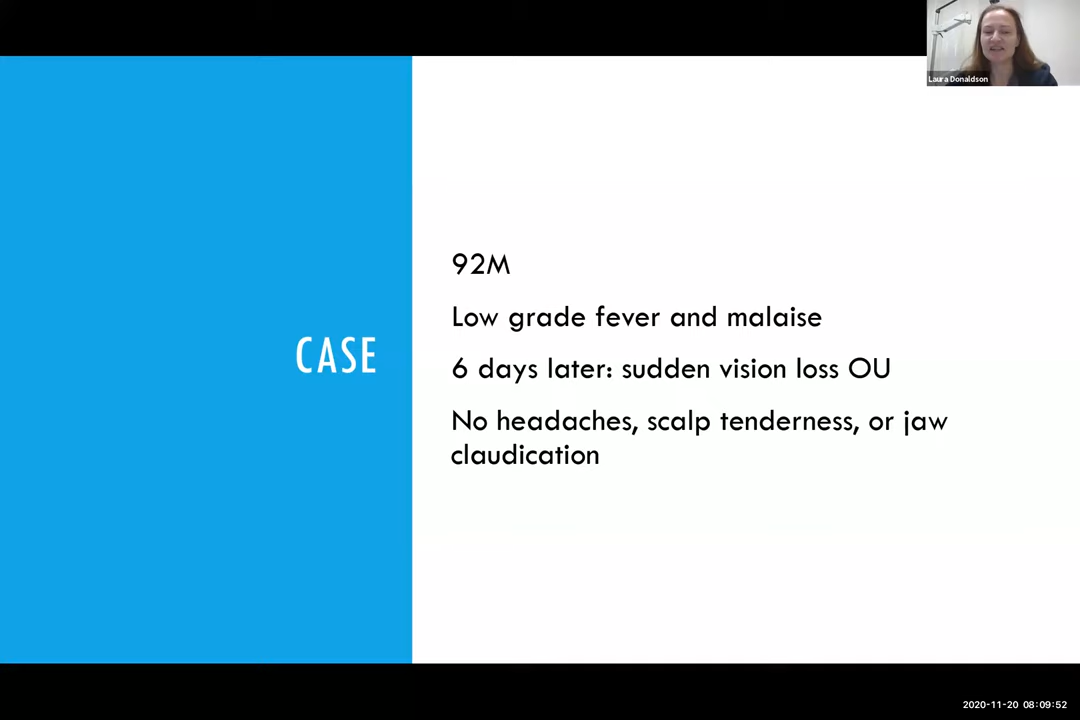 Laura Donaldson
CASE
92M
Low grade fever and malaise
6 days later: sudden vision loss OU
No headaches, scalp tenderness, or jaw
claudication
2020-11-20 08:09:52